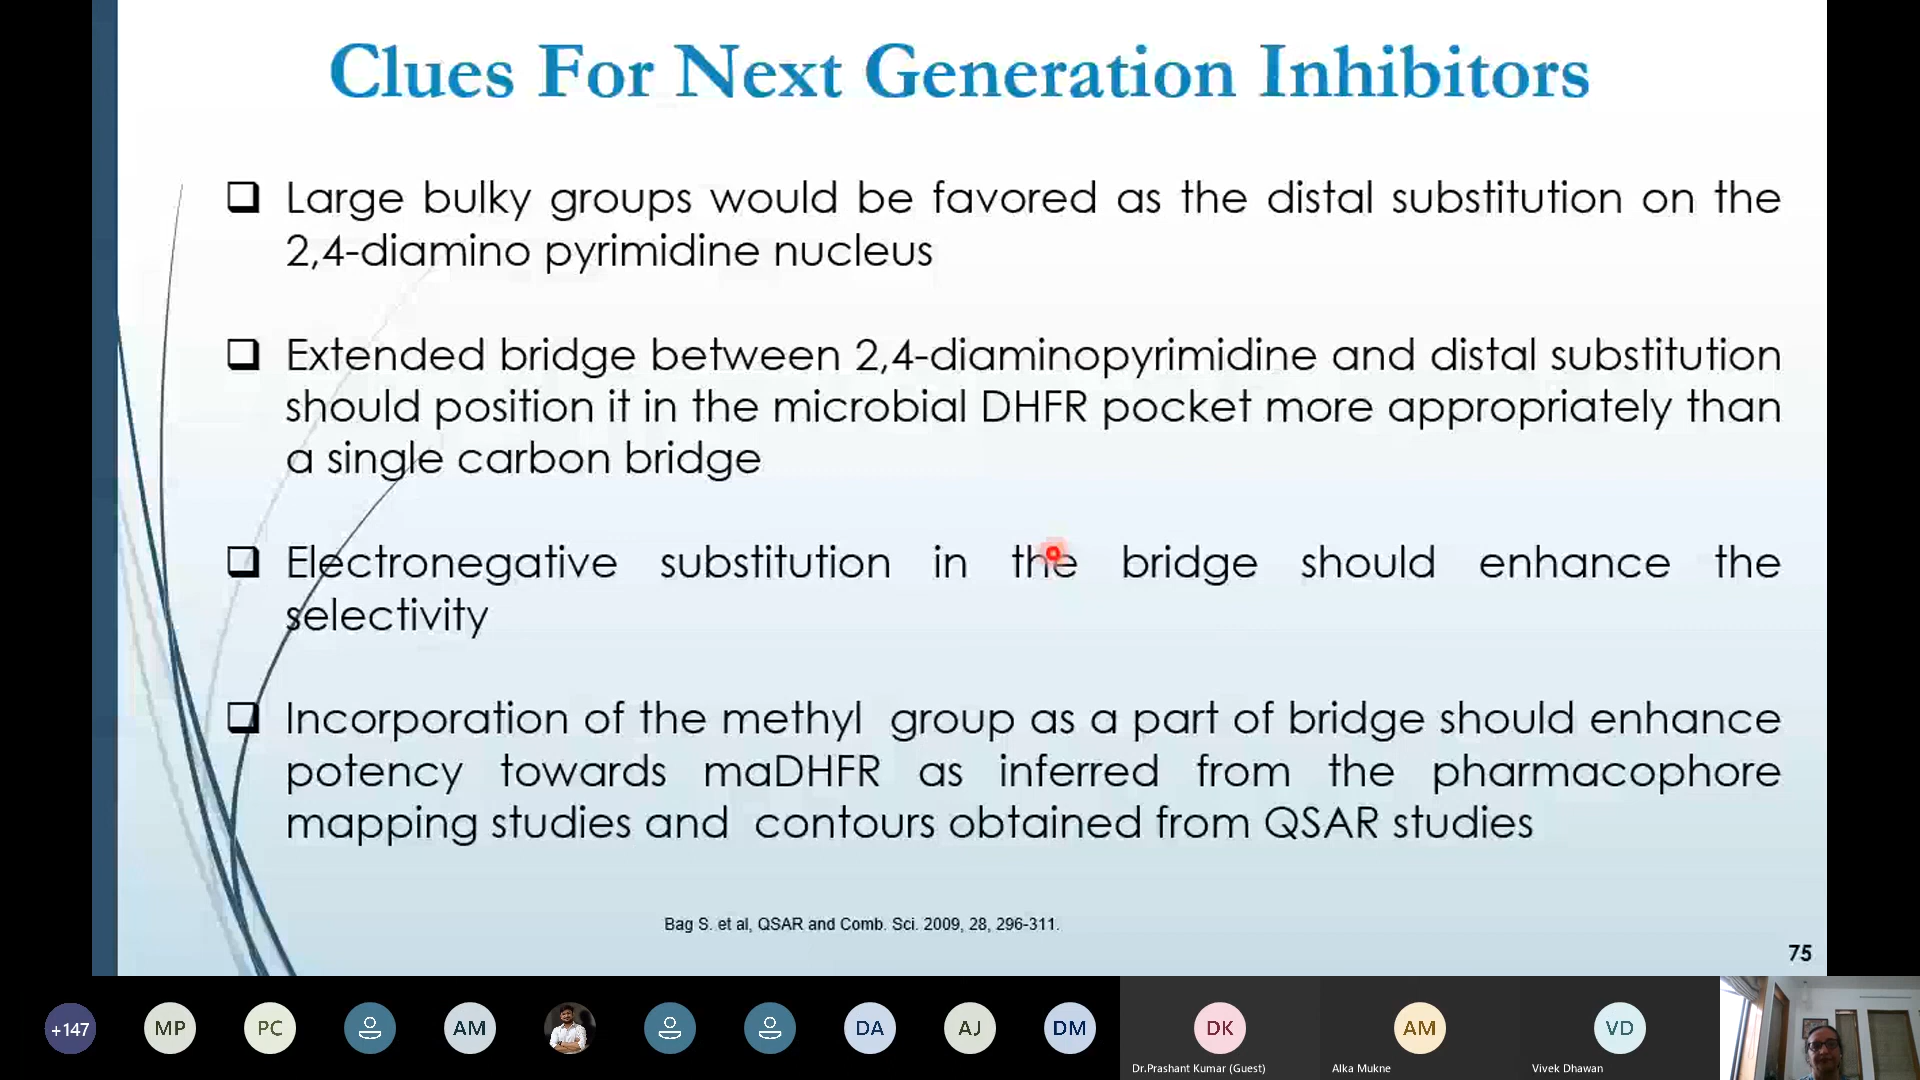 Clues For Next Generation Inhibitors
Large bulky groups would be favored as the distal substitution on the
2,4-diamino pyrimidine nucleus
Extended bridge between 2,4-diaminopyrimidine and distal substitution
should position it in the microbial DHFR pocket more appropriately than
a single carbon bridge
Electronegative substitution in the bridge should enhance the
selectivity
Incorporation of the methyl group as a part of bridge should enhance
potency towards maDHFR as inferred from the pharmacophore
mapping studies and contours obtained from QSAR studies
Bag S. et al, QSAR and Comb. Sci. 2009, 28, 296-311.
75
+147 MP PC AM DA AJ DM DK AM VD
Dr.Prashant Kumar (Guest) Alka Mukne Vivek Dhawan